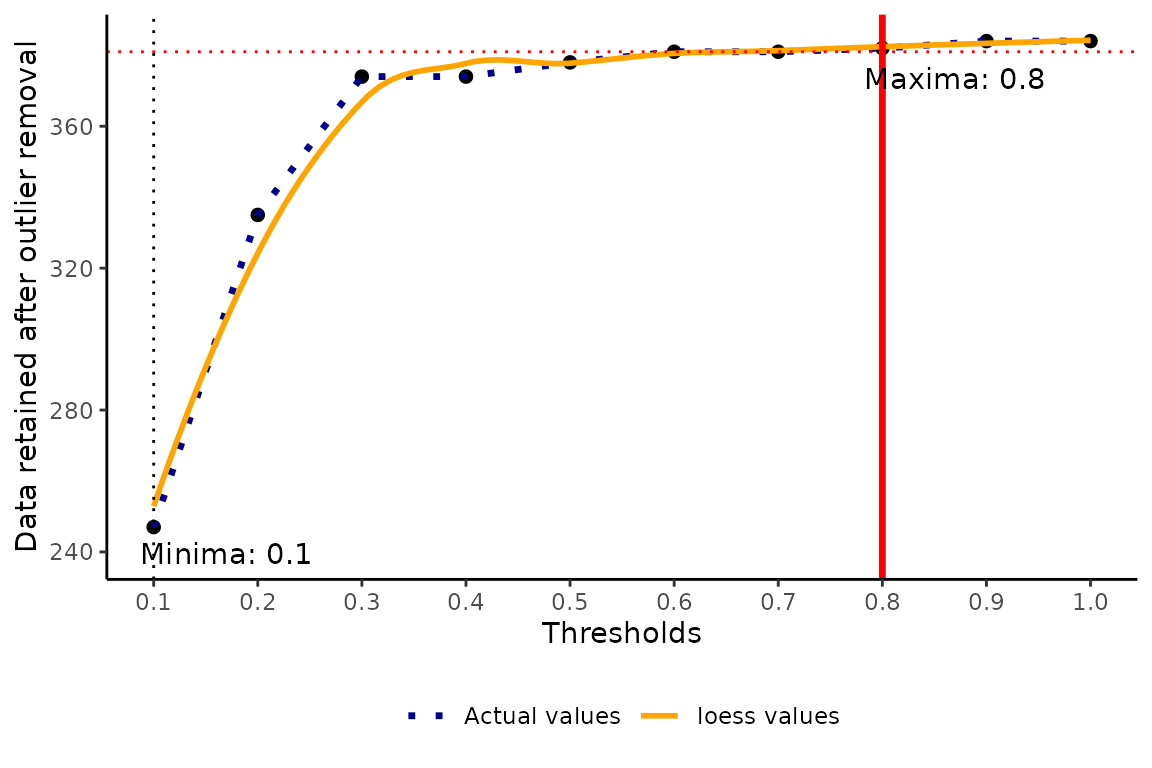 Data retained after outlier removal
360
320
280
240
Maxima: 0.8
Minima: 0.1
0.1 0.2 0.3 0.4 0.5 0.6 0.7 0.8 0.9 1.0
Thresholds
Actual values loess values